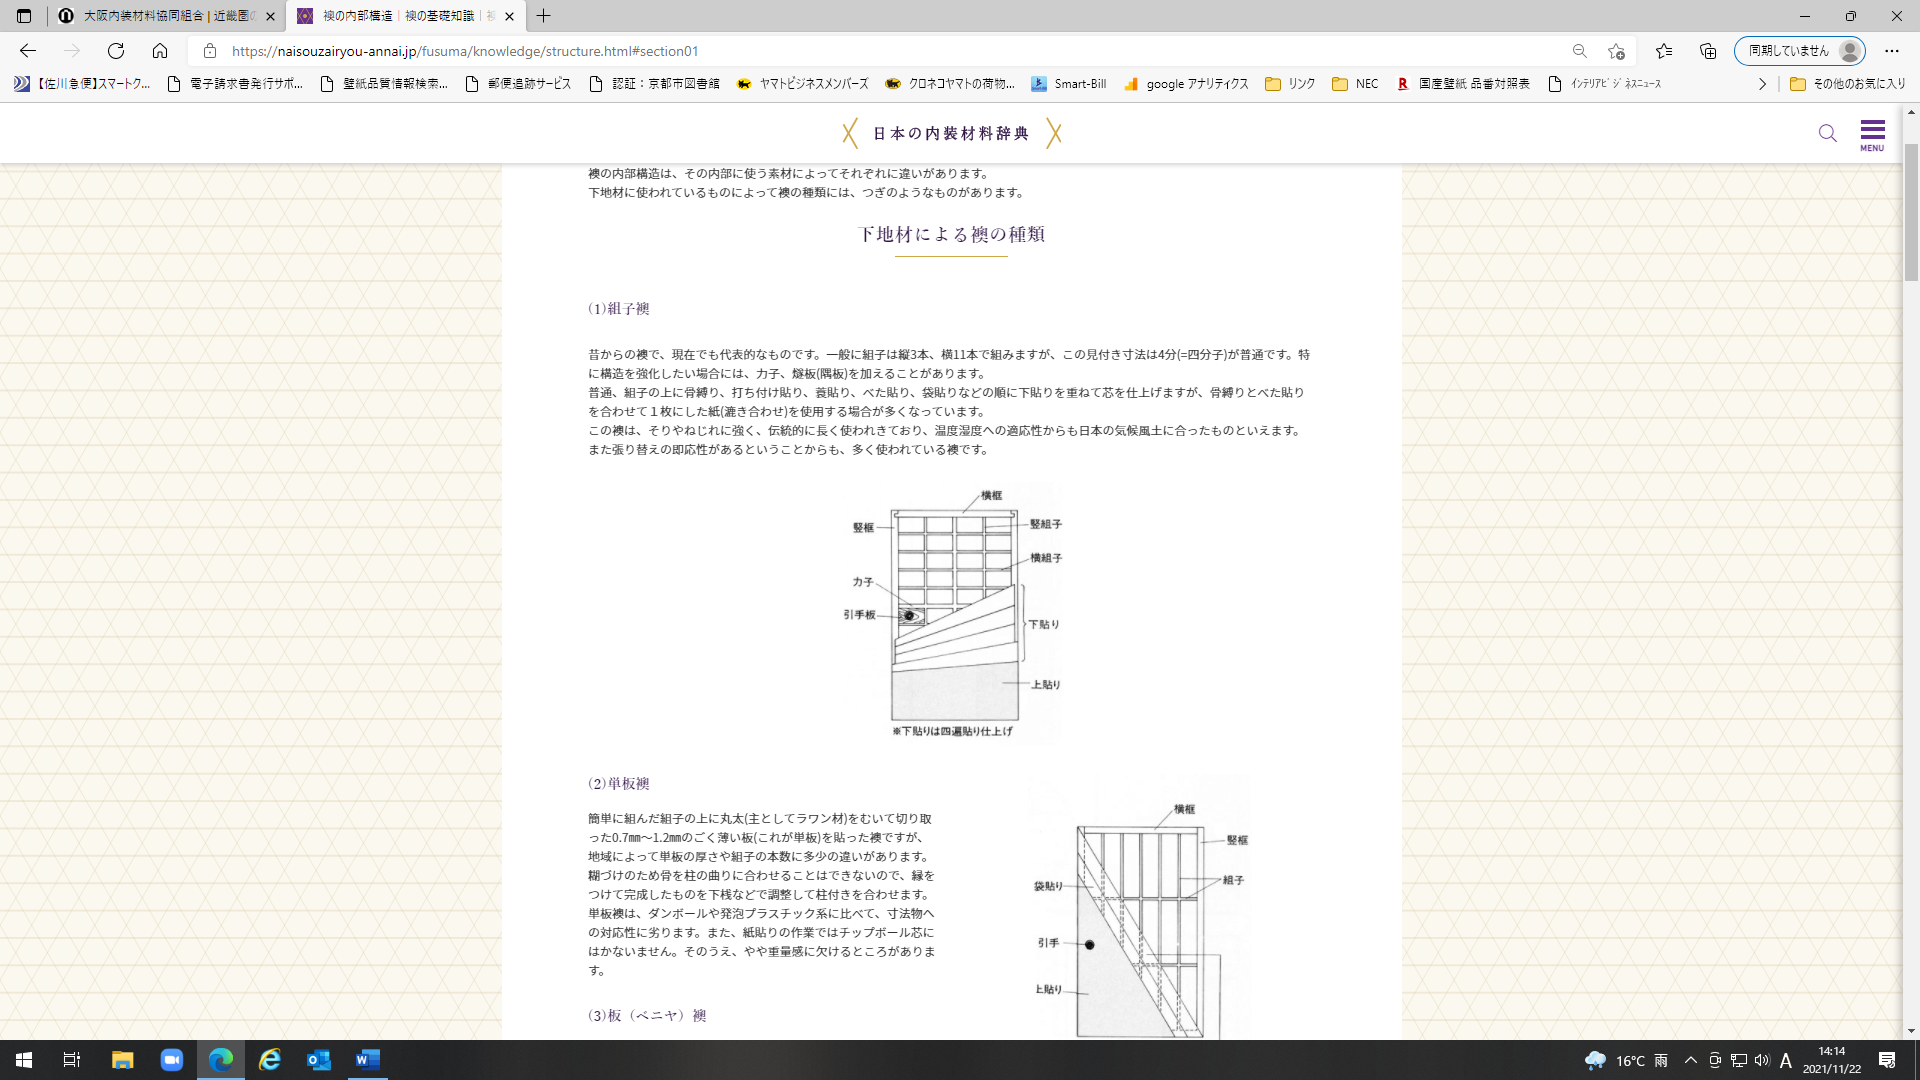 大阪内装材料協同組合 | 近畿圏の
襖の内部構造｜襖の基礎知識｜襖
https://naisouzairyou-annai.jp/fusuma/knowledge/structure.html#section01
同期していません
【佐川急便】スマートク...
電子請求書発行サポ...
壁紙品質情報検索...
郵便追跡サービス
認証：京都市図書館
ヤマトビジネスメンバーズ
クロネコヤマトの荷物...
Smart-Bill
google アナリティクス
リンク
NEC
国産壁紙 品番対照表
ｲﾝﾃﾘｱﾋﾞｼﾞﾈｽﾆｭｰｽ
その他のお気に入り
日本の内装材料辞典
MENU
襖の内部構造は、その内部に使う素材によってそれぞれに違いがあります。
下地材に使われているものによって襖の種類には、つぎのようなものがあります。
下地材による襖の種類
(1)組子襖
昔からの襖で、現在でも代表的なものです。一般に組子は縦3本、横11本で組みますが、この見付き寸法は4分(=四分子)が普通です。特
に構造を強化したい場合には、力子、燧板(隅板)を加えることがあります。
普通、組子の上に骨縛り、打ち付け貼り、蓑貼り、べた貼り、袋貼りなどの順に下貼りを重ねて芯を仕上げますが、骨縛りとべた貼り
を合わせて１枚にした紙(漉き合わせ)を使用する場合が多くなっています。
この襖は、そりやねじれに強く、伝統的に長く使われきており、温度湿度への適応性からも日本の気候風土に合ったものといえます。
また張り替えの即応性があるということからも、多く使われている襖です。
横框
竪框
竪組子
横組子
力子
引手板
下貼り
上貼り
※下貼りは四遍貼り仕上げ
(2)単板襖
簡単に組んだ組子の上に丸太(主としてラワン材)をむいて切り取
った0.7㎜～1.2㎜のごく薄い板(これが単板)を貼った襖ですが、
地域によって単板の厚さや組子の本数に多少の違いがあります。
糊づけのため骨を柱の曲りに合わせることはできないので、縁を
つけて完成したものを下桟などで調整して柱付きを合わせます。
単板襖は、ダンボールや発泡プラスチック系に比べて、寸法物へ
の対応性に劣ります。また、紙貼りの作業ではチップボール芯に
はかないません。そのうえ、やや重量感に欠けるところがありま
す。
横框
竪框
組子
袋貼り
引手
上貼り
(3)板（ベニヤ）襖
16°C 雨
A
14:14
2021/11/22